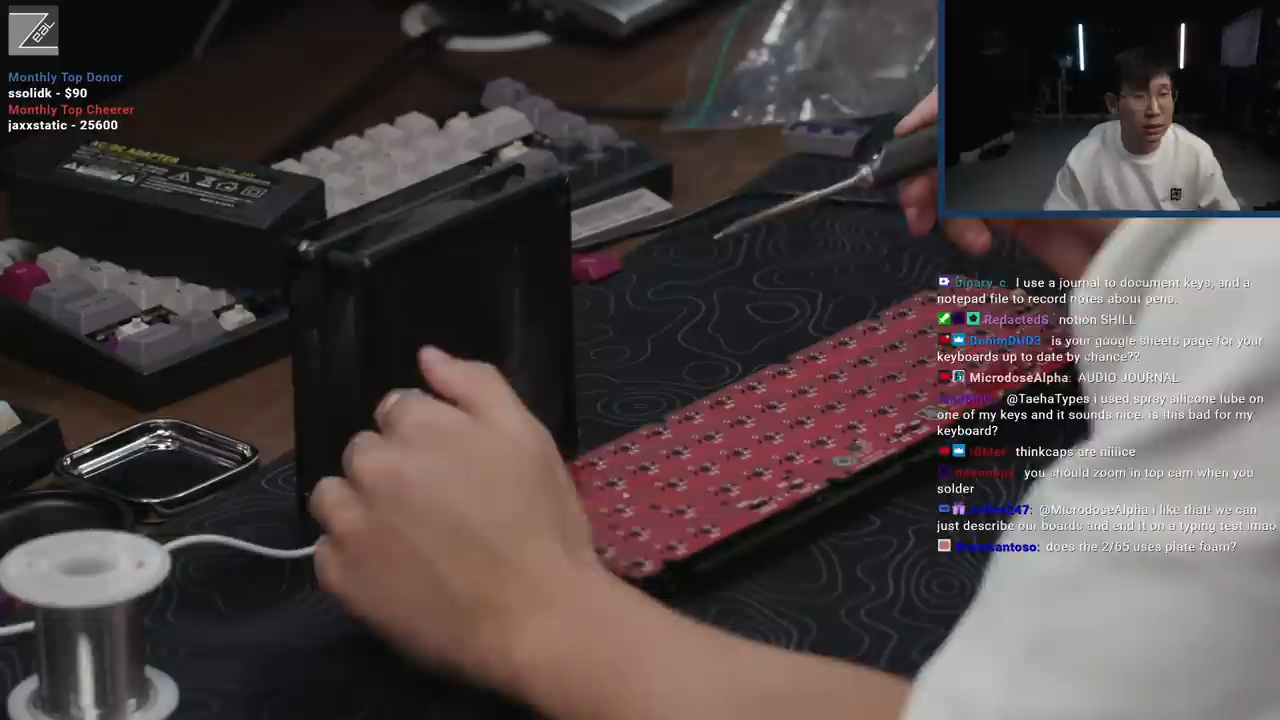 Zeal
Monthly Top Donor
ssolidk - $90
Monthly Top Cheerer
jaxxstatic - 25600
AC/DC ADAPTER
binary_c: I use a journal to document keys, and a
notepad file to record notes about pens.
RedactedS notion SHILL
DenimDUD3 is your google sheets page for your
keyboards up to date by chance??
MicrodoseAlpha: AUDIO JOURNAL
@TaehaTypes i used spray silicone lube on
one of my keys and it sounds nice. is this bad for my
keyboard?
thinkcaps are niiice
you should zoom in top cam when you
solder
@MicrodoseAlpha i like that! we can
just describe our boards and end it on a typing test lmao
does the 2/65 uses plate foam?